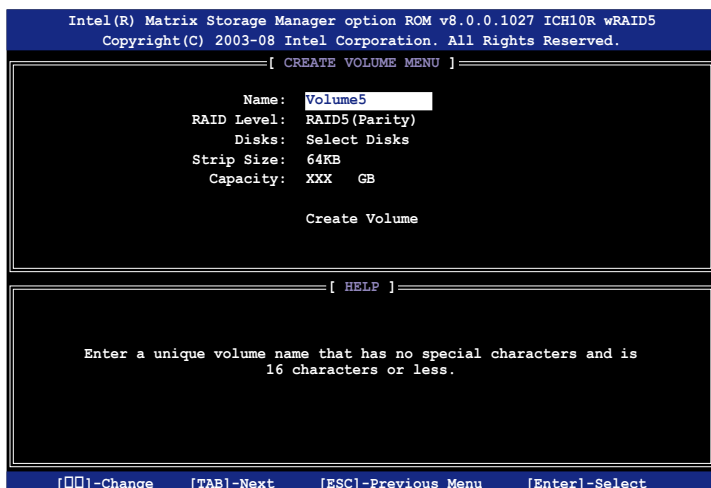 Intel(R) Matrix Storage Manager option ROM v8.0.0.1027 ICH10R wRAID5
Copyright(C) 2003-08 Intel Corporation. All Rights Reserved.
[ CREATE VOLUME MENU ]
Name: Volume5
RAID Level: RAID5(Parity)
Disks: Select Disks
Strip Size: 64KB
Capacity: XXX GB
Create Volume
[ HELP ]
Enter a unique volume name that has no special characters and is
16 characters or less.
[▯▯]-Change [TAB]-Next [ESC]-Previous Menu [Enter]-Select